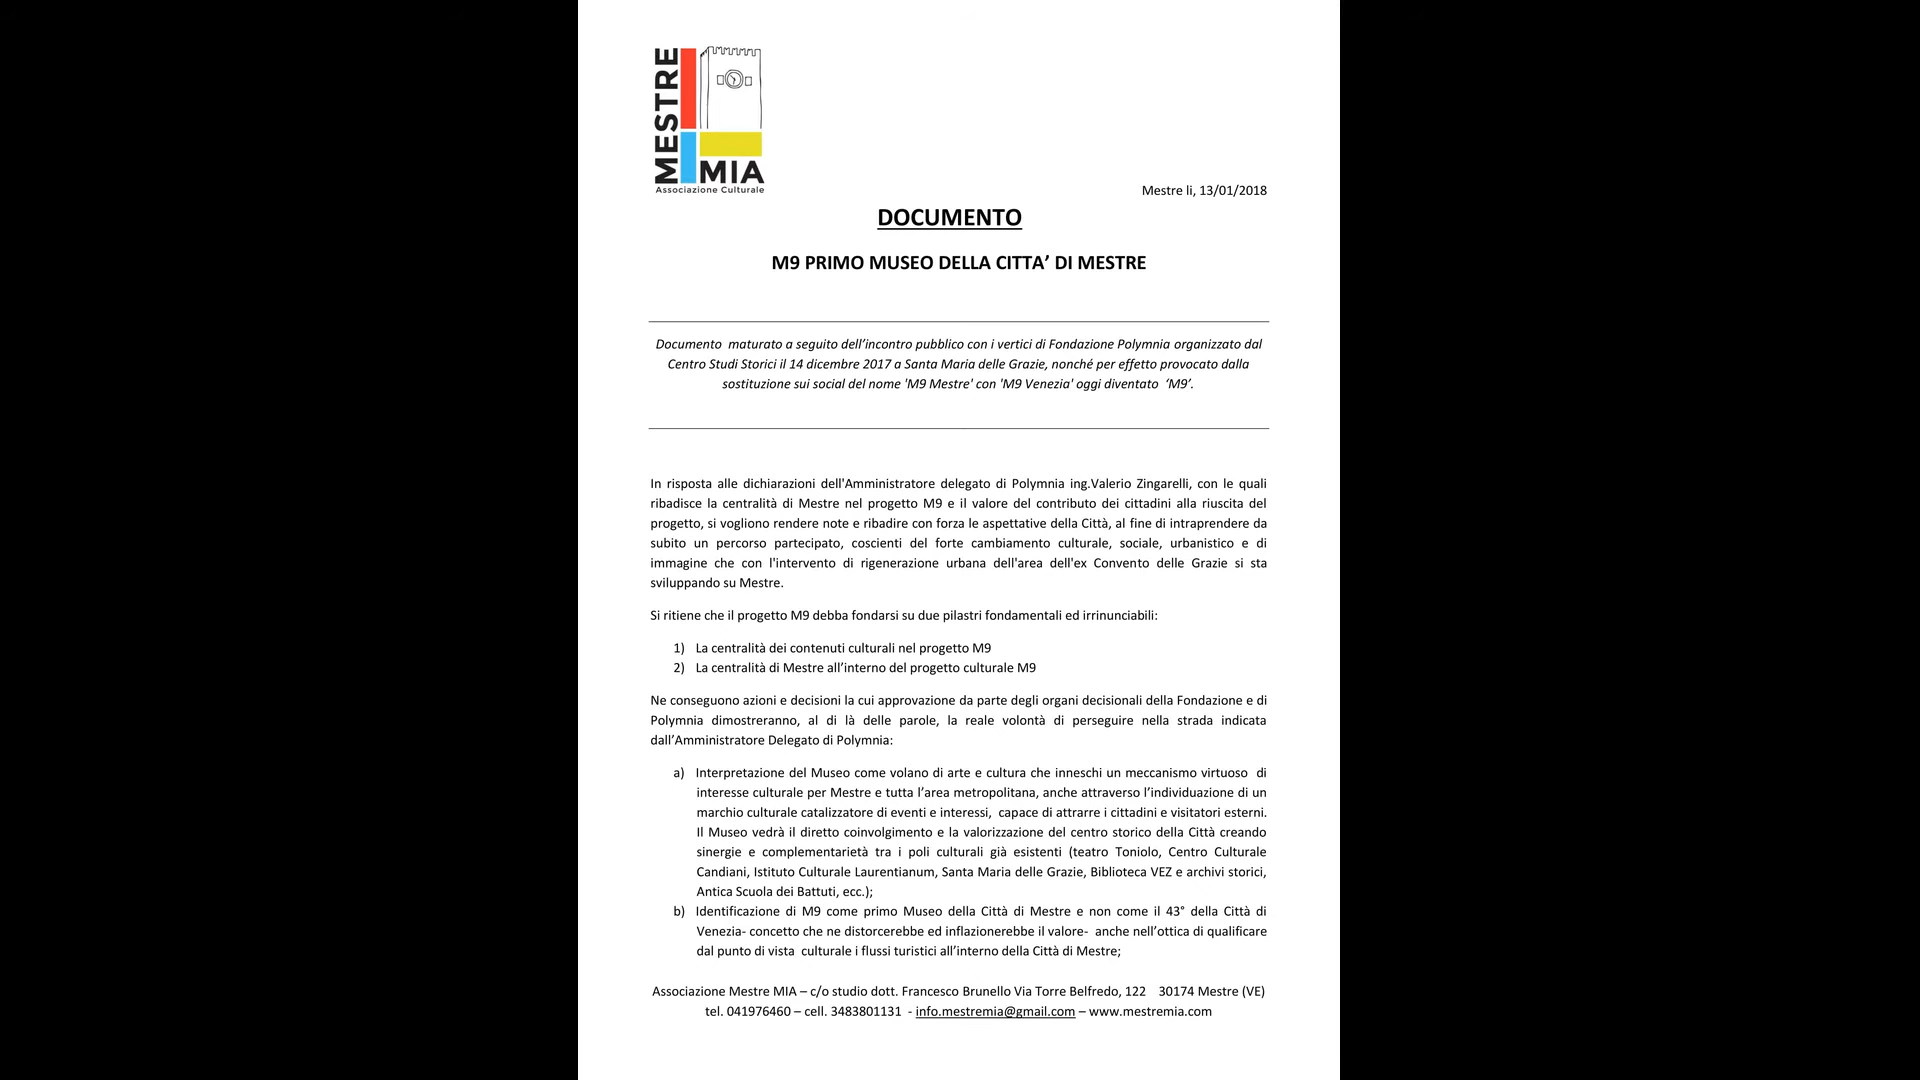 MESTRE
MIA
Associazione Culturale
Mestre li, 13/01/2018
DOCUMENTO
M9 PRIMO MUSEO DELLA CITTA’ DI MESTRE
Documento  maturato a seguito dell’incontro pubblico con i vertici di Fondazione Polymnia organizzato dal
Centro Studi Storici il 14 dicembre 2017 a Santa Maria delle Grazie, nonché per effetto provocato dalla
sostituzione sui social del nome 'M9 Mestre' con 'M9 Venezia' oggi diventato  ‘M9’.
In risposta alle dichiarazioni dell'Amministratore delegato di Polymnia ing.Valerio Zingarelli, con le quali
ribadisce la centralità di Mestre nel progetto M9 e il valore del contributo dei cittadini alla riuscita del
progetto, si vogliono rendere note e ribadire con forza le aspettative della Città, al fine di intraprendere da
subito un percorso partecipato, coscienti del forte cambiamento culturale, sociale, urbanistico e di
immagine che con l'intervento di rigenerazione urbana dell'area dell'ex Convento delle Grazie si sta
sviluppando su Mestre.
Si ritiene che il progetto M9 debba fondarsi su due pilastri fondamentali ed irrinunciabili:
1) La centralità dei contenuti culturali nel progetto M9
2) La centralità di Mestre all’interno del progetto culturale M9
Ne conseguono azioni e decisioni la cui approvazione da parte degli organi decisionali della Fondazione e di
Polymnia dimostreranno, al di là delle parole, la reale volontà di perseguire nella strada indicata
dall’Amministratore Delegato di Polymnia:
a) Interpretazione del Museo come volano di arte e cultura che inneschi un meccanismo virtuoso  di
interesse culturale per Mestre e tutta l’area metropolitana, anche attraverso l’individuazione di un
marchio culturale catalizzatore di eventi e interessi,  capace di attrarre i cittadini e visitatori esterni.
Il Museo vedrà il diretto coinvolgimento e la valorizzazione del centro storico della Città creando
sinergie e complementarietà tra i poli culturali già esistenti (teatro Toniolo, Centro Culturale
Candiani, Istituto Culturale Laurentianum, Santa Maria delle Grazie, Biblioteca VEZ e archivi storici,
Antica Scuola dei Battuti, ecc.);
b) Identificazione di M9 come primo Museo della Città di Mestre e non come il 43° della Città di
Venezia- concetto che ne distorcerebbe ed inflazionerebbe il valore-  anche nell’ottica di qualificare
dal punto di vista  culturale i flussi turistici all’interno della Città di Mestre;
Associazione Mestre MIA – c/o studio dott. Francesco Brunello Via Torre Belfredo, 122    30174 Mestre (VE)
tel. 041976460 – cell. 3483801131  - info.mestremia@gmail.com – www.mestremia.com